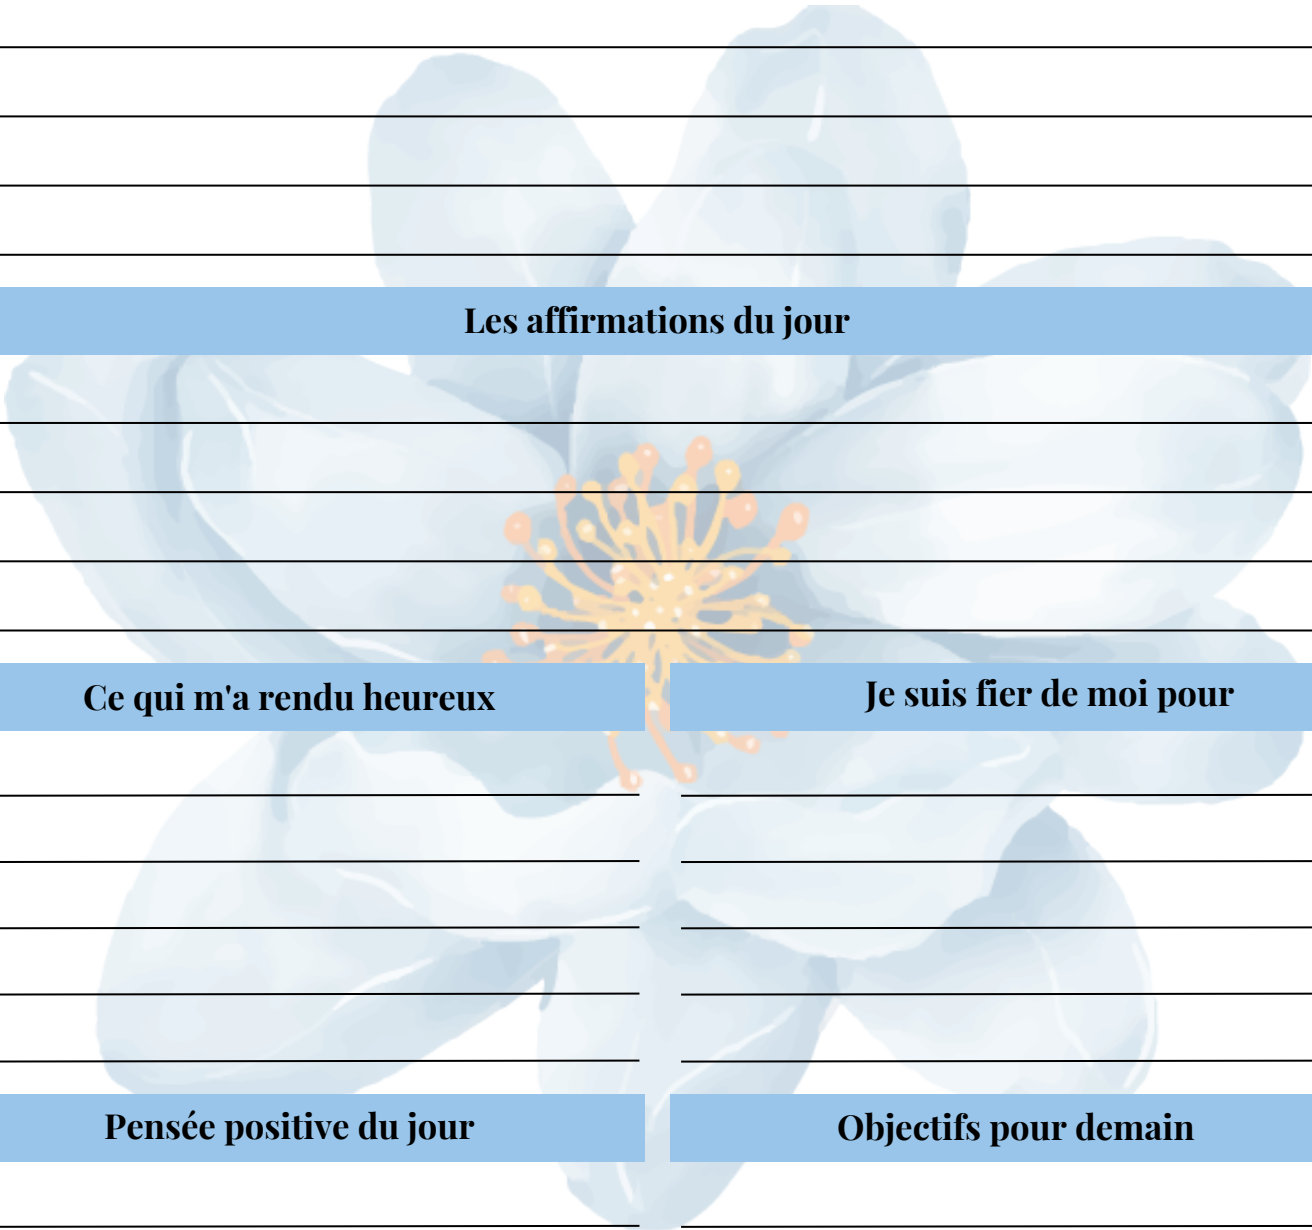 Les affirmations du jour
Ce qui m'a rendu heureux
Je suis fier de moi pour
Pensée positive du jour
Objectifs pour demain